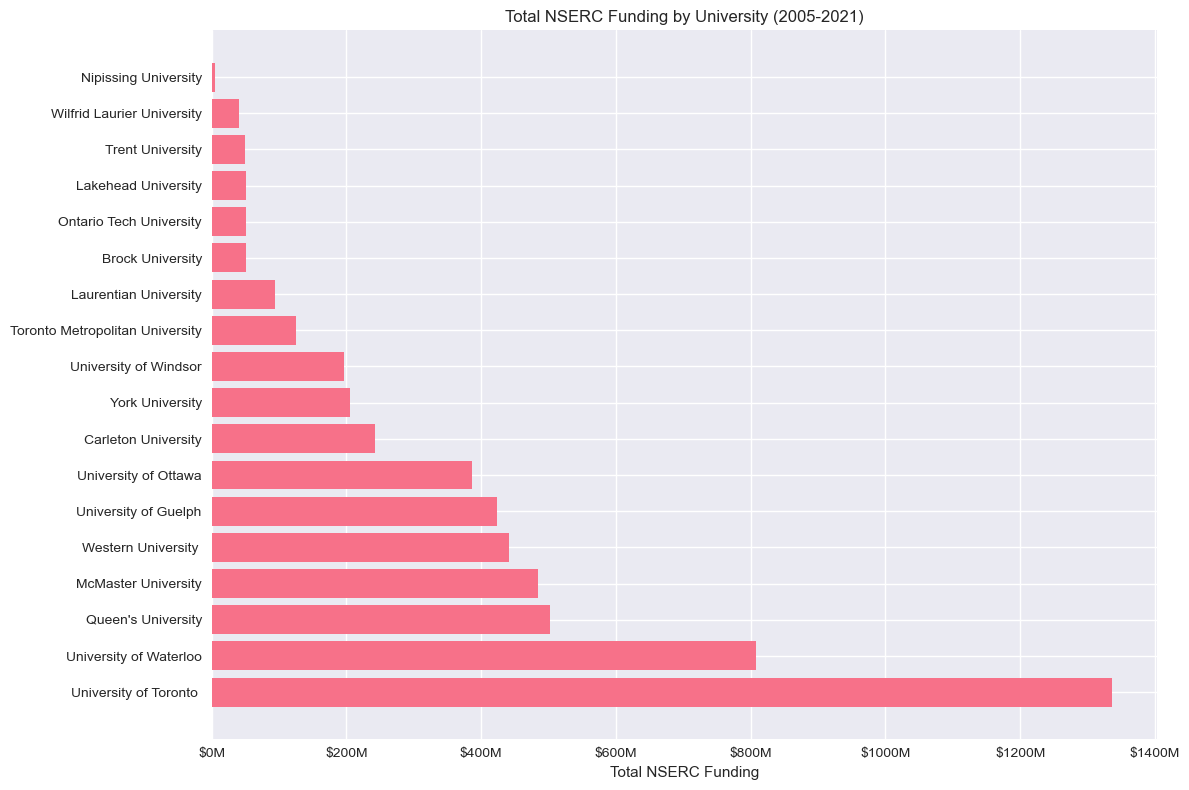 Total NSERC Funding by University (2005-2021)
Nipissing University
Wilfrid Laurier University
Trent University
Lakehead University
Ontario Tech University
Brock University
Laurentian University
Toronto Metropolitan University
University of Windsor
York University
Carleton University
University of Ottawa
University of Guelph
Western University
McMaster University
Queen's University
University of Waterloo
University of Toronto
$0M $200M $400M $600M $800M $1000M $1200M $1400M
Total NSERC Funding